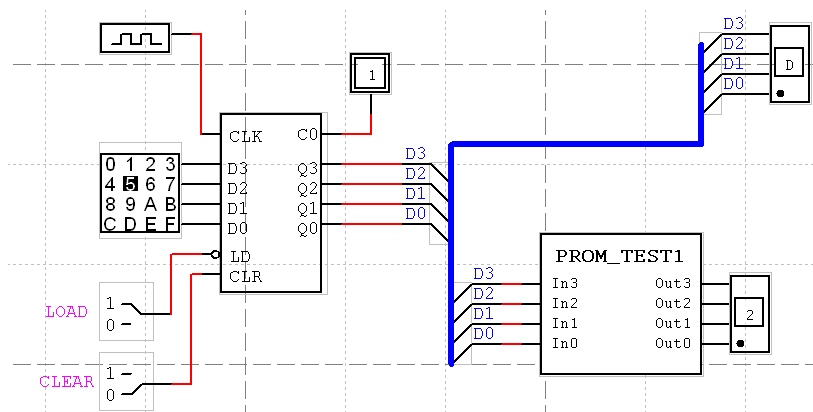 D3
D2
D1
D0
D
1
CLK
C0
0 1 2 3
4 5 6 7
8 9 A B
C D E F
D3
D2
D1
D0
Q3
Q2
Q1
Q0
LD
CLR
D3
D2
D1
D0
LOAD
1
0
CLEAR
1
0
PROM_TEST1
D3
D2
D1
D0
In3
In2
In1
In0
Out3
Out2
Out1
Out0
2